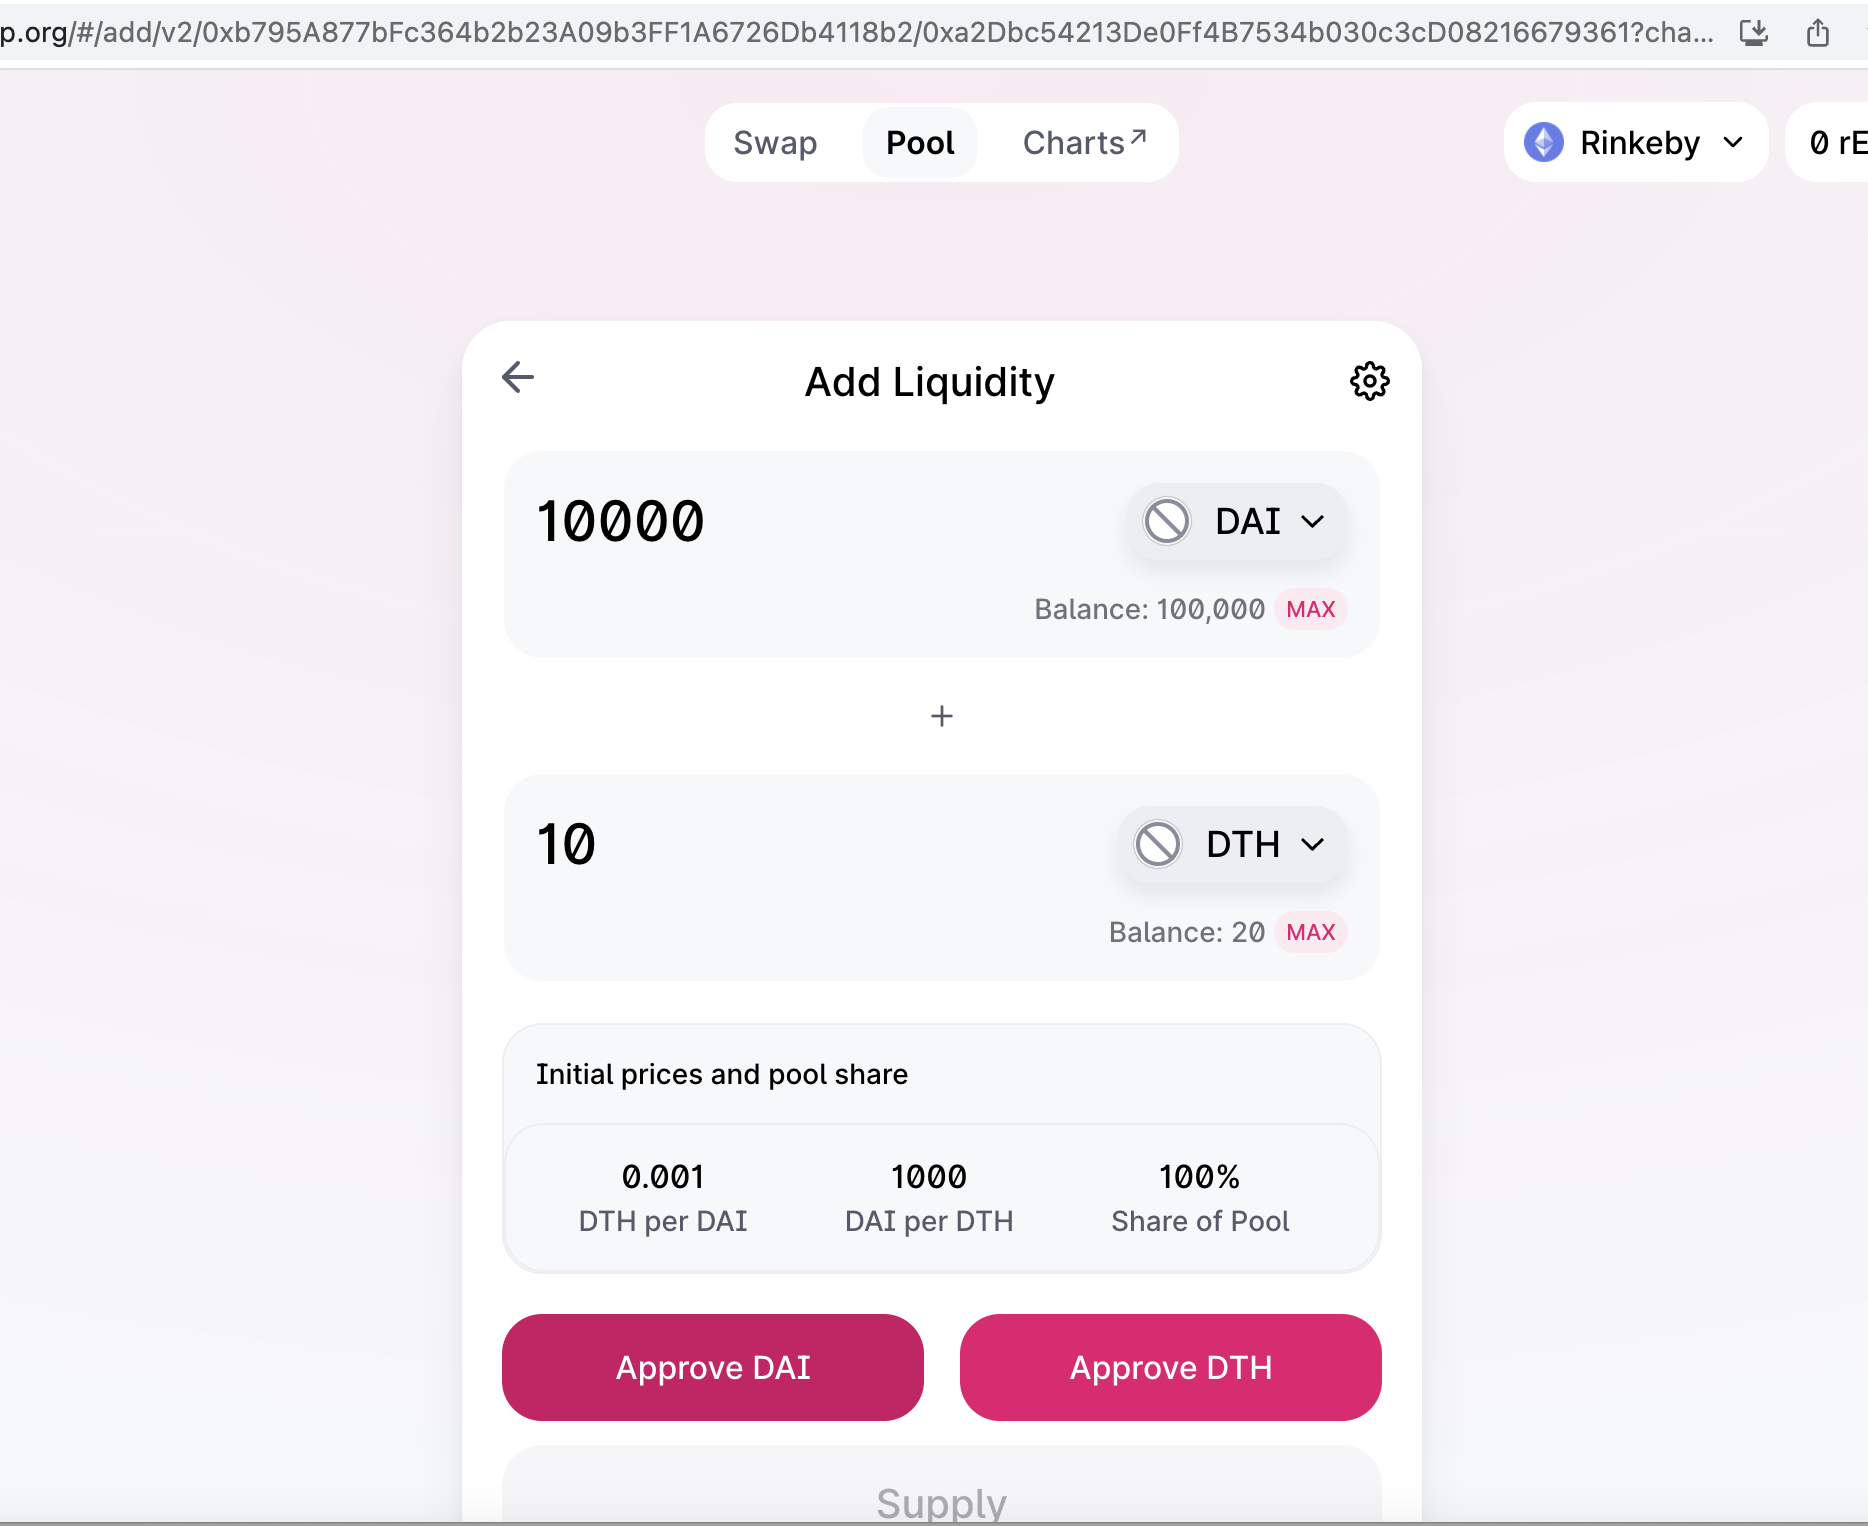 p.org/#/add/v2/0xb795A877bFc364b2b23A09b3FF1A6726Db4118b2/0xa2Dbc54213De0Ff4B7534b030c3cD08216679361?cha...
Swap Pool Charts↗ Rinkeby 0 rE
Add Liquidity
10000 DAI
Balance: 100,000 MAX
+
10 DTH
Balance: 20 MAX
Initial prices and pool share
0.001 1000 100%
DTH per DAI DAI per DTH Share of Pool
Approve DAI Approve DTH
Supply